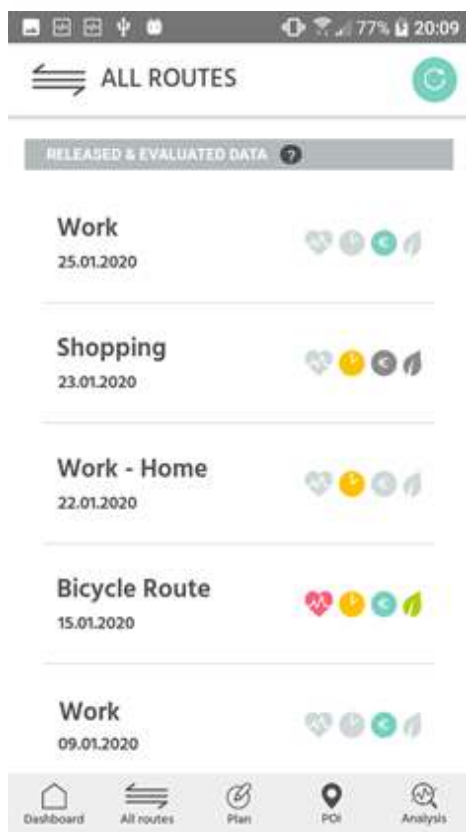 77% 20:09
ALL ROUTES
RELEASED & EVALUATED DATA ?
Work
25.01.2020
Shopping
23.01.2020
Work - Home
22.01.2020
Bicycle Route
15.01.2020
Work
09.01.2020
Dashboard All routes Plan POI Analysis